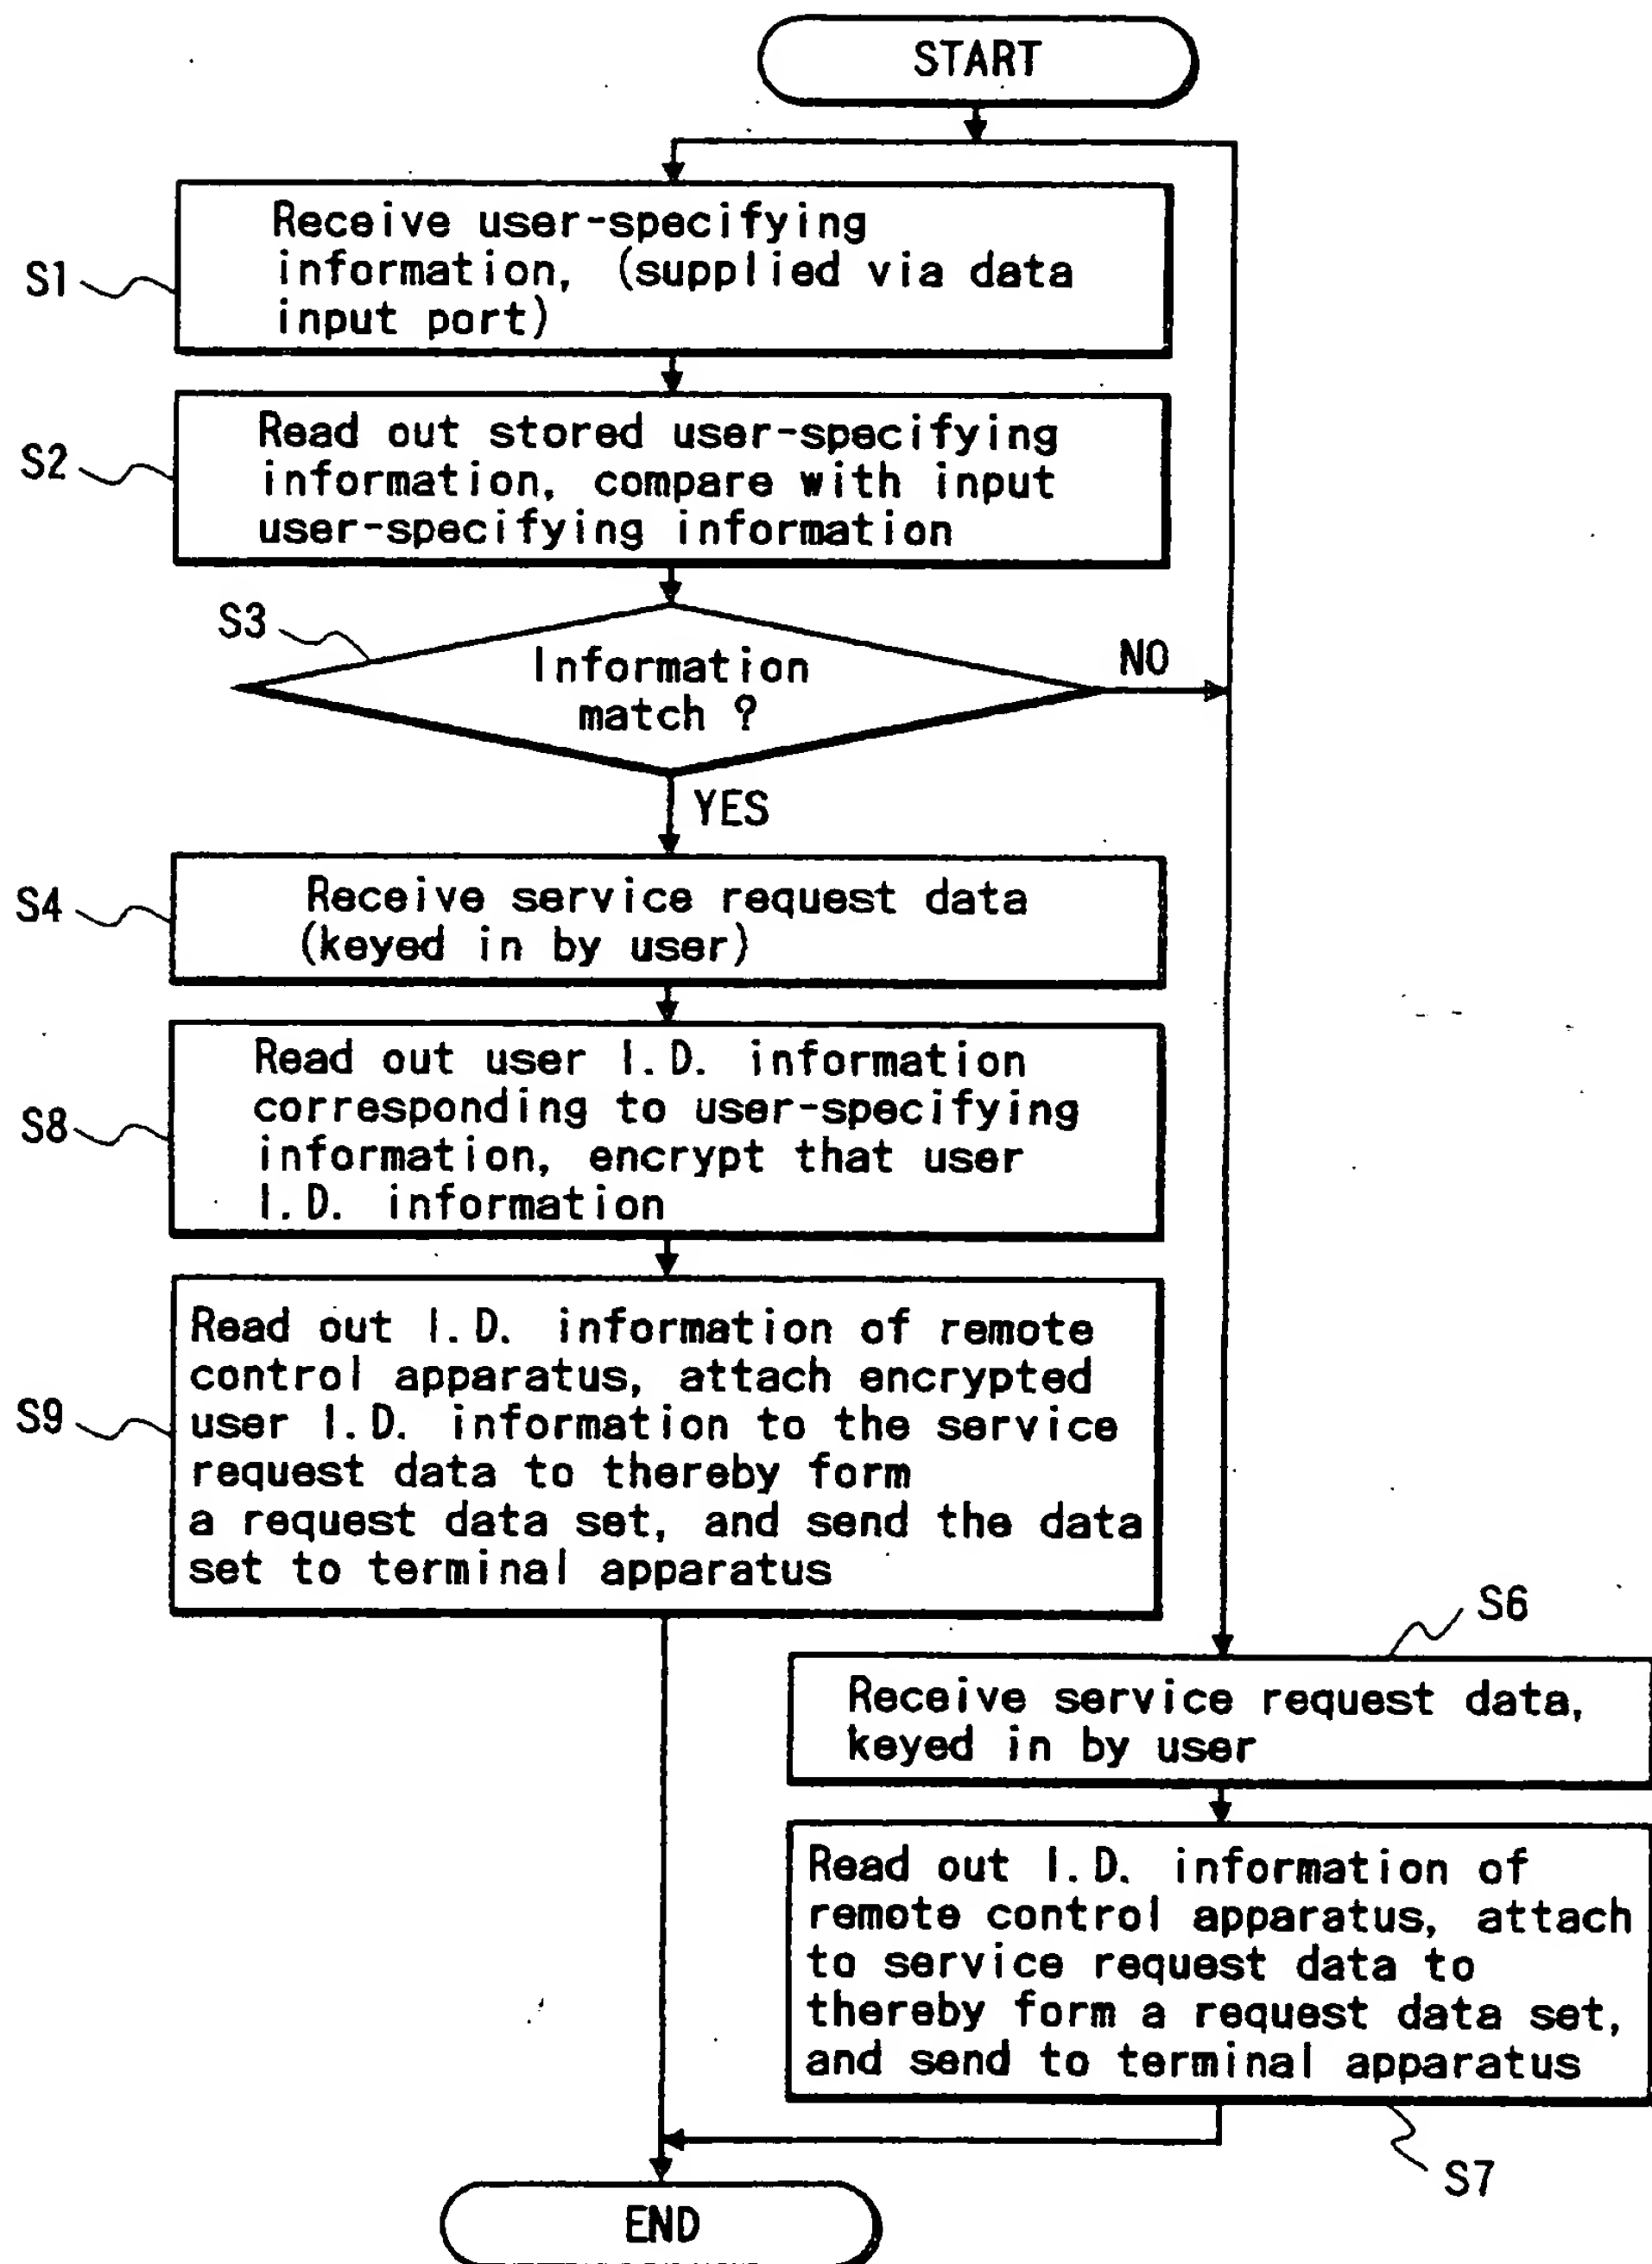 START
S1
Receive user-specifying
information, (supplied via data
input port)
S2
Read out stored user-specifying
information, compare with input
user-specifying information
S3
Information
match ?
NO
YES
S4
Receive service request data
(keyed in by user)
S8
Read out user I.D. information
corresponding to user-specifying
information, encrypt that user
I.D. information
S9
Read out I.D. information of remote
control apparatus, attach encrypted
user I.D. information to the service
request data to thereby form
a request data set, and send the data
set to terminal apparatus
S6
Receive service request data,
keyed in by user
Read out I.D. information of
remote control apparatus, attach
to service request data to
thereby form a request data set,
and send to terminal apparatus
S7
END